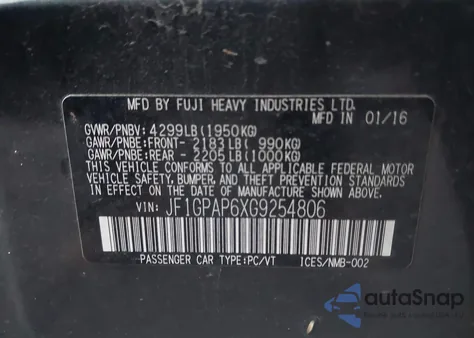 MFD BY FUJI HEAVY INDUSTRIES LTD.
MFD IN 01/16
GVWR/PNBV: 4299LB(1950KG)
GAWR/PNBE:FRONT- 2183LB( 990KG)
GAWR/PNBE:REAR - 2205LB(1000KG)
THIS VEHICLE CONFORMS TO ALL APPLICABLE FEDERAL MOTOR
VEHICLE SAFETY, BUMPER, AND THEFT PREVENTION STANDARDS
IN EFFECT ON THE DATE OF MANUFACTURE SHOWN ABOVE.
VIN: JF1GPAP6XG9254806
PASSENGER CAR TYPE:PC/VT 1CES/NMB-002
autoSnap